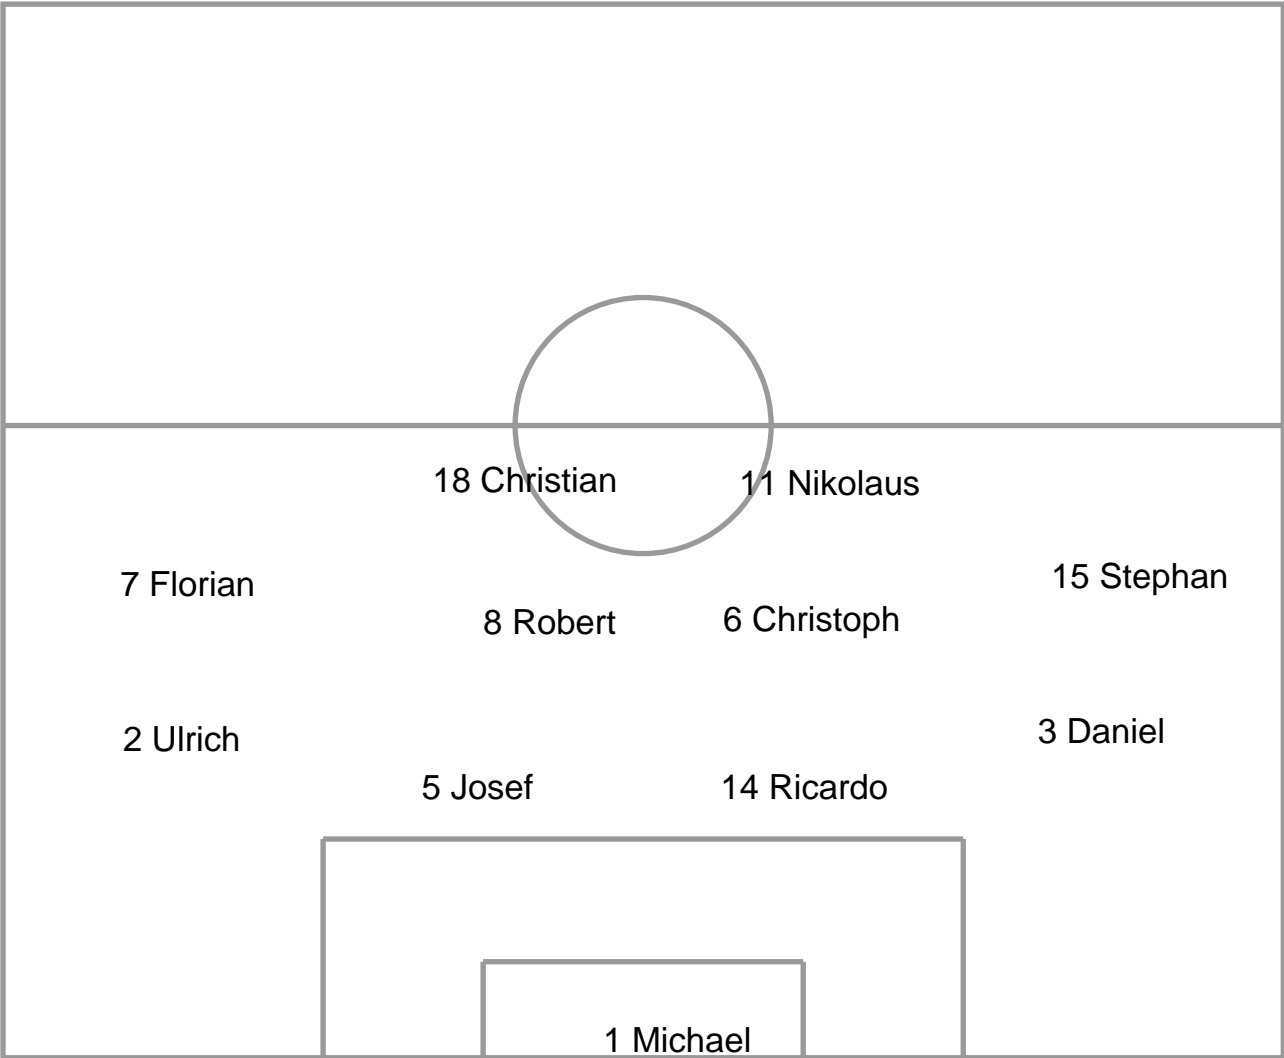 18 Christian
11 Nikolaus
7 Florian
15 Stephan
8 Robert
6 Christoph
2 Ulrich
3 Daniel
5 Josef
14 Ricardo
1 Michael